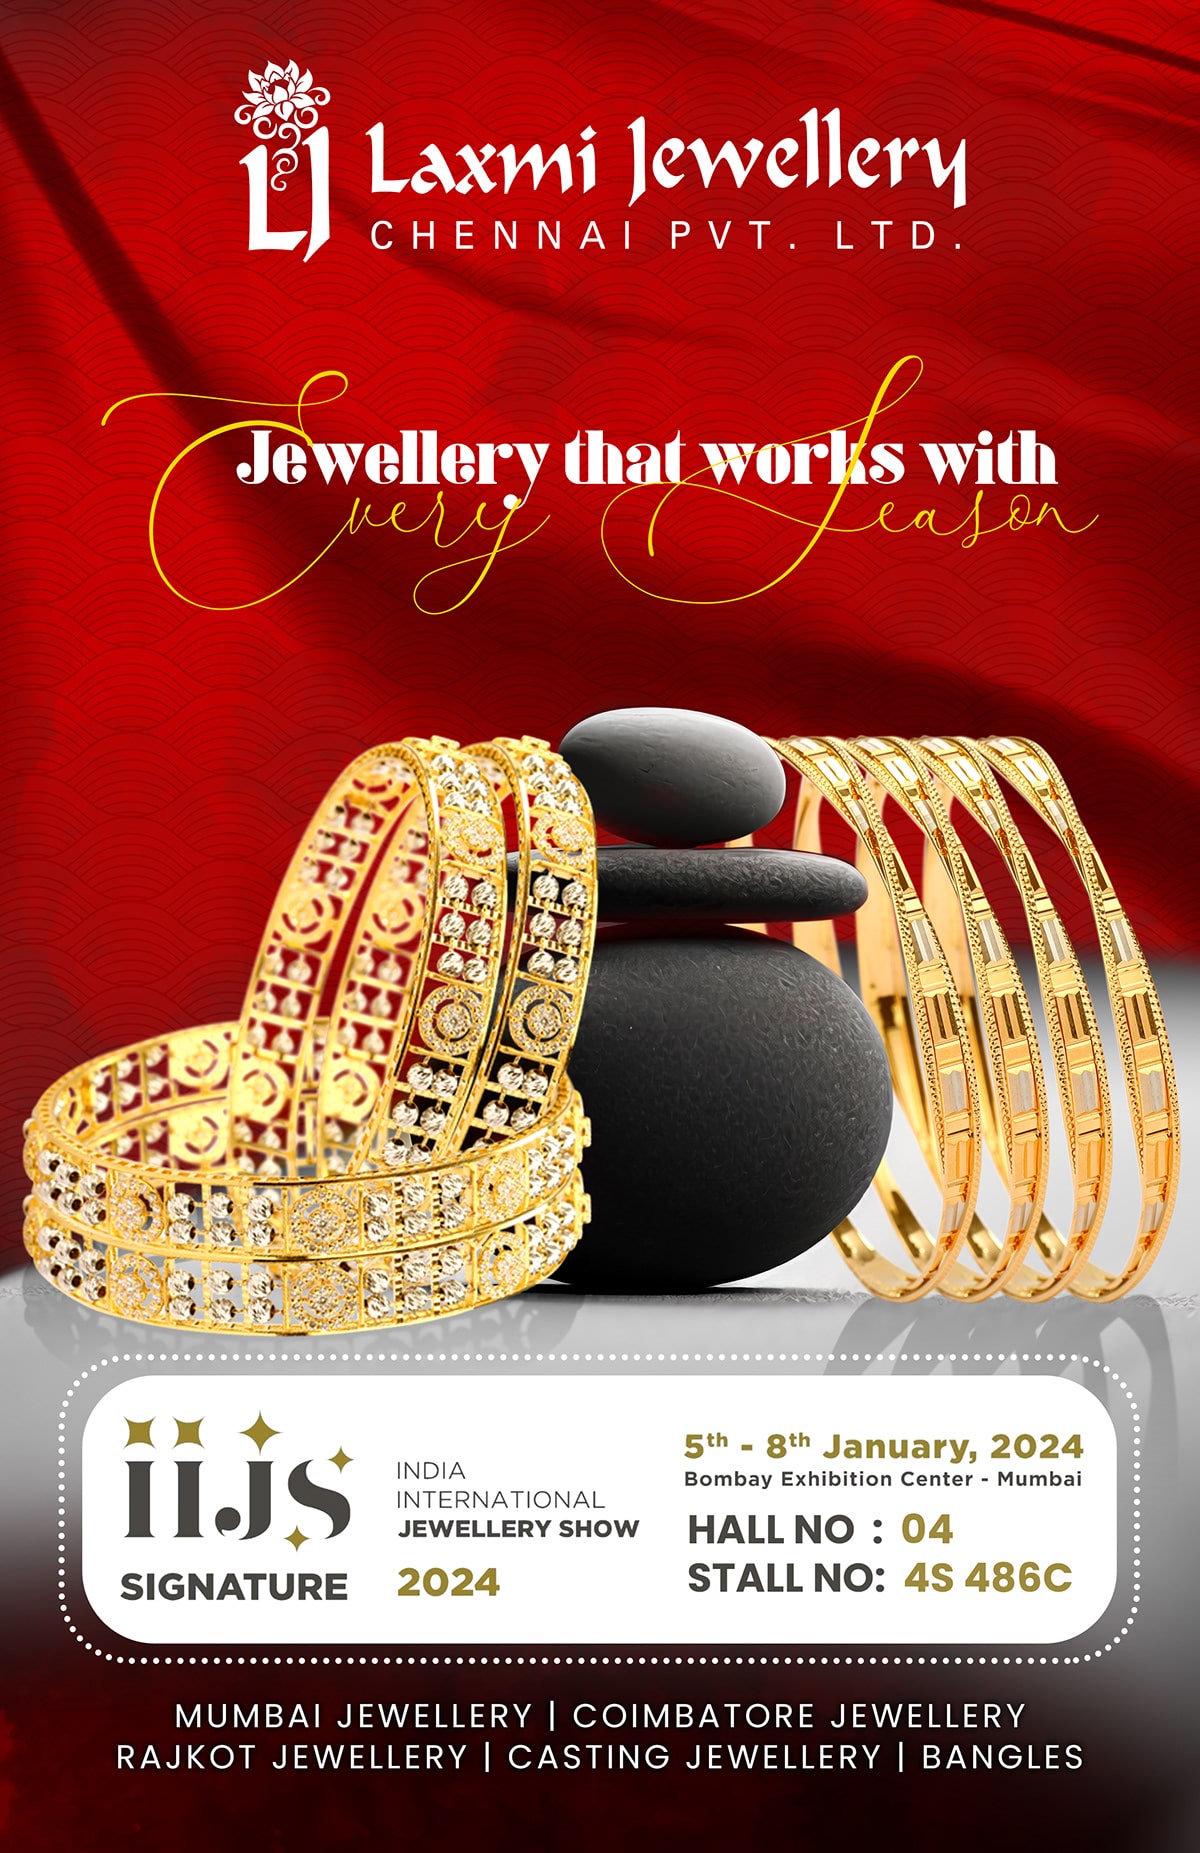 LJ
Laxmi Jewellery
CHENNAI PVT. LTD.
Jewellery that works with
Every Season
iijs
SIGNATURE
INDIA
INTERNATIONAL
JEWELLERY SHOW
2024
5th - 8th January, 2024
Bombay Exhibition Center - Mumbai
HALL NO : 04
STALL NO: 4S 486C
MUMBAI JEWELLERY | COIMBATORE JEWELLERY
RAJKOT JEWELLERY | CASTING JEWELLERY | BANGLES